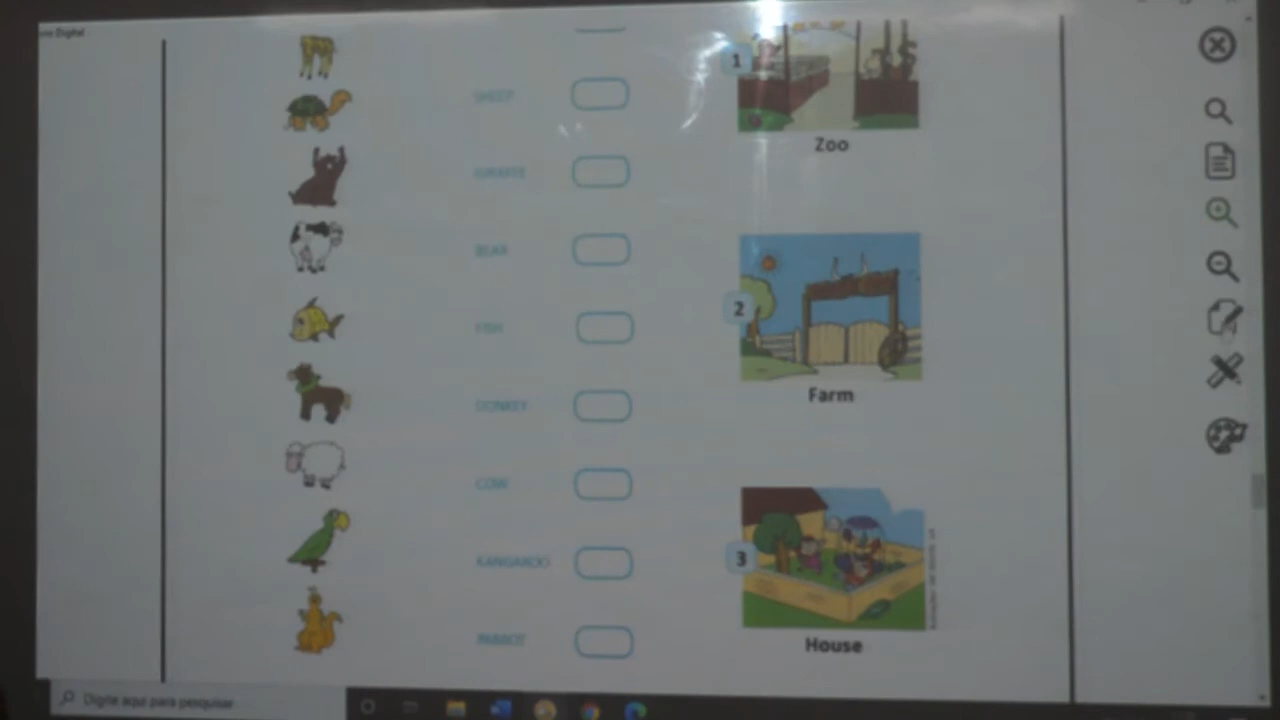 1
SHEEP
Zoo
GIRAFFE
BEAR
2
FISH
Farm
DONKEY
COW
3
KANGAROO
House
PARROT
Digite aqui para pesquisar